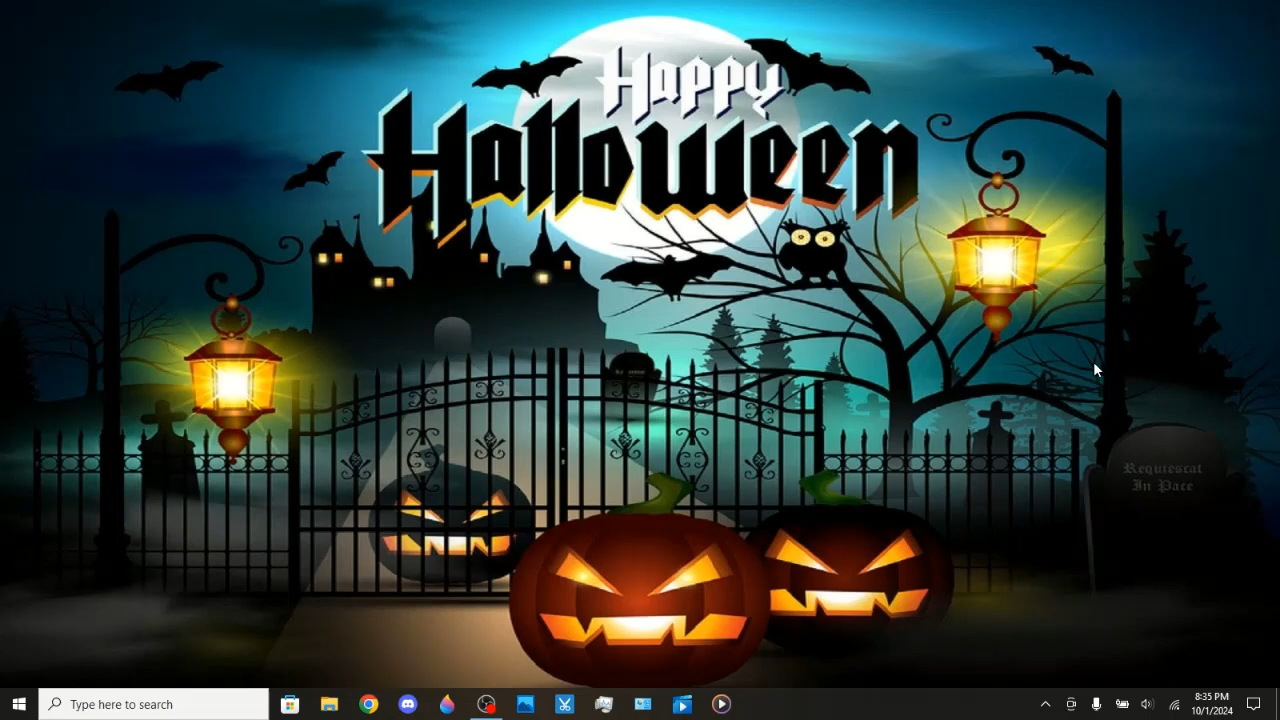 Happy
Halloween
Requiescat
In Pace
Type here to search
8:35 PM
10/1/2024